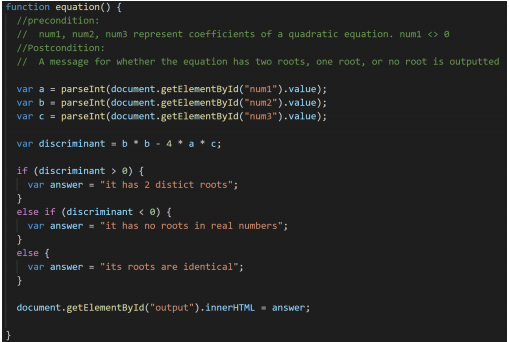 function equation() {
//precondition:
// num1, num2, num3 represent coefficients of a quadratic equation. num1 <> 0
//Postcondition:
// A message for whether the equation has two roots, one root, or no root is outputted
var a = parseInt(document.getElementById("num1").value);
var b = parseInt(document.getElementById("num2").value);
var c = parseInt(document.getElementById("num3").value);
var discriminant = b * b - 4 * a * c;
if (discriminant > 0) {
var answer = "it has 2 distict roots";
}
else if (discriminant < 0) {
var answer = "it has no roots in real numbers";
}
else {
var answer = "its roots are identical";
}
document.getElementById("output").innerHTML = answer;
}